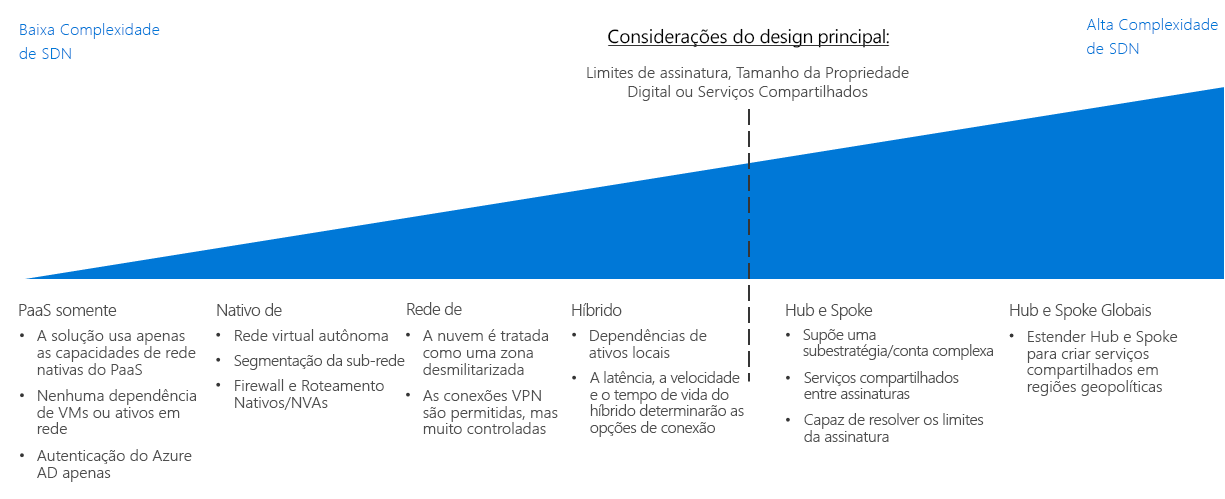 Baixa Complexidade
de SDN
Considerações do design principal:
Limites de assinatura, Tamanho da Propriedade
Digital ou Serviços Compartilhados
Alta Complexidade
de SDN
PaaS somente
• A solução usa apenas
as capacidades de rede
nativas do PaaS
• Nenhuma dependência
de VMs ou ativos em
rede
• Autenticação do Azure
AD apenas
Nativo de
• Rede virtual autônoma
• Segmentação da sub-rede
• Firewall e Roteamento
Nativos/NVAs
Rede de
• A nuvem é tratada
como uma zona
desmilitarizada
• As conexões VPN
são permitidas, mas
muito controladas
Híbrido
• Dependências de
ativos locais
• A latência, a velocidade
e o tempo de vida do
híbrido determinarão as
opções de conexão
Hub e Spoke
• Supõe uma
subestratégia/conta complexa
• Serviços compartilhados
entre assinaturas
• Capaz de resolver os limites
da assinatura
Hub e Spoke Globais
• Estender Hub e Spoke
para criar serviços
compartilhados em
regiões geopolíticas